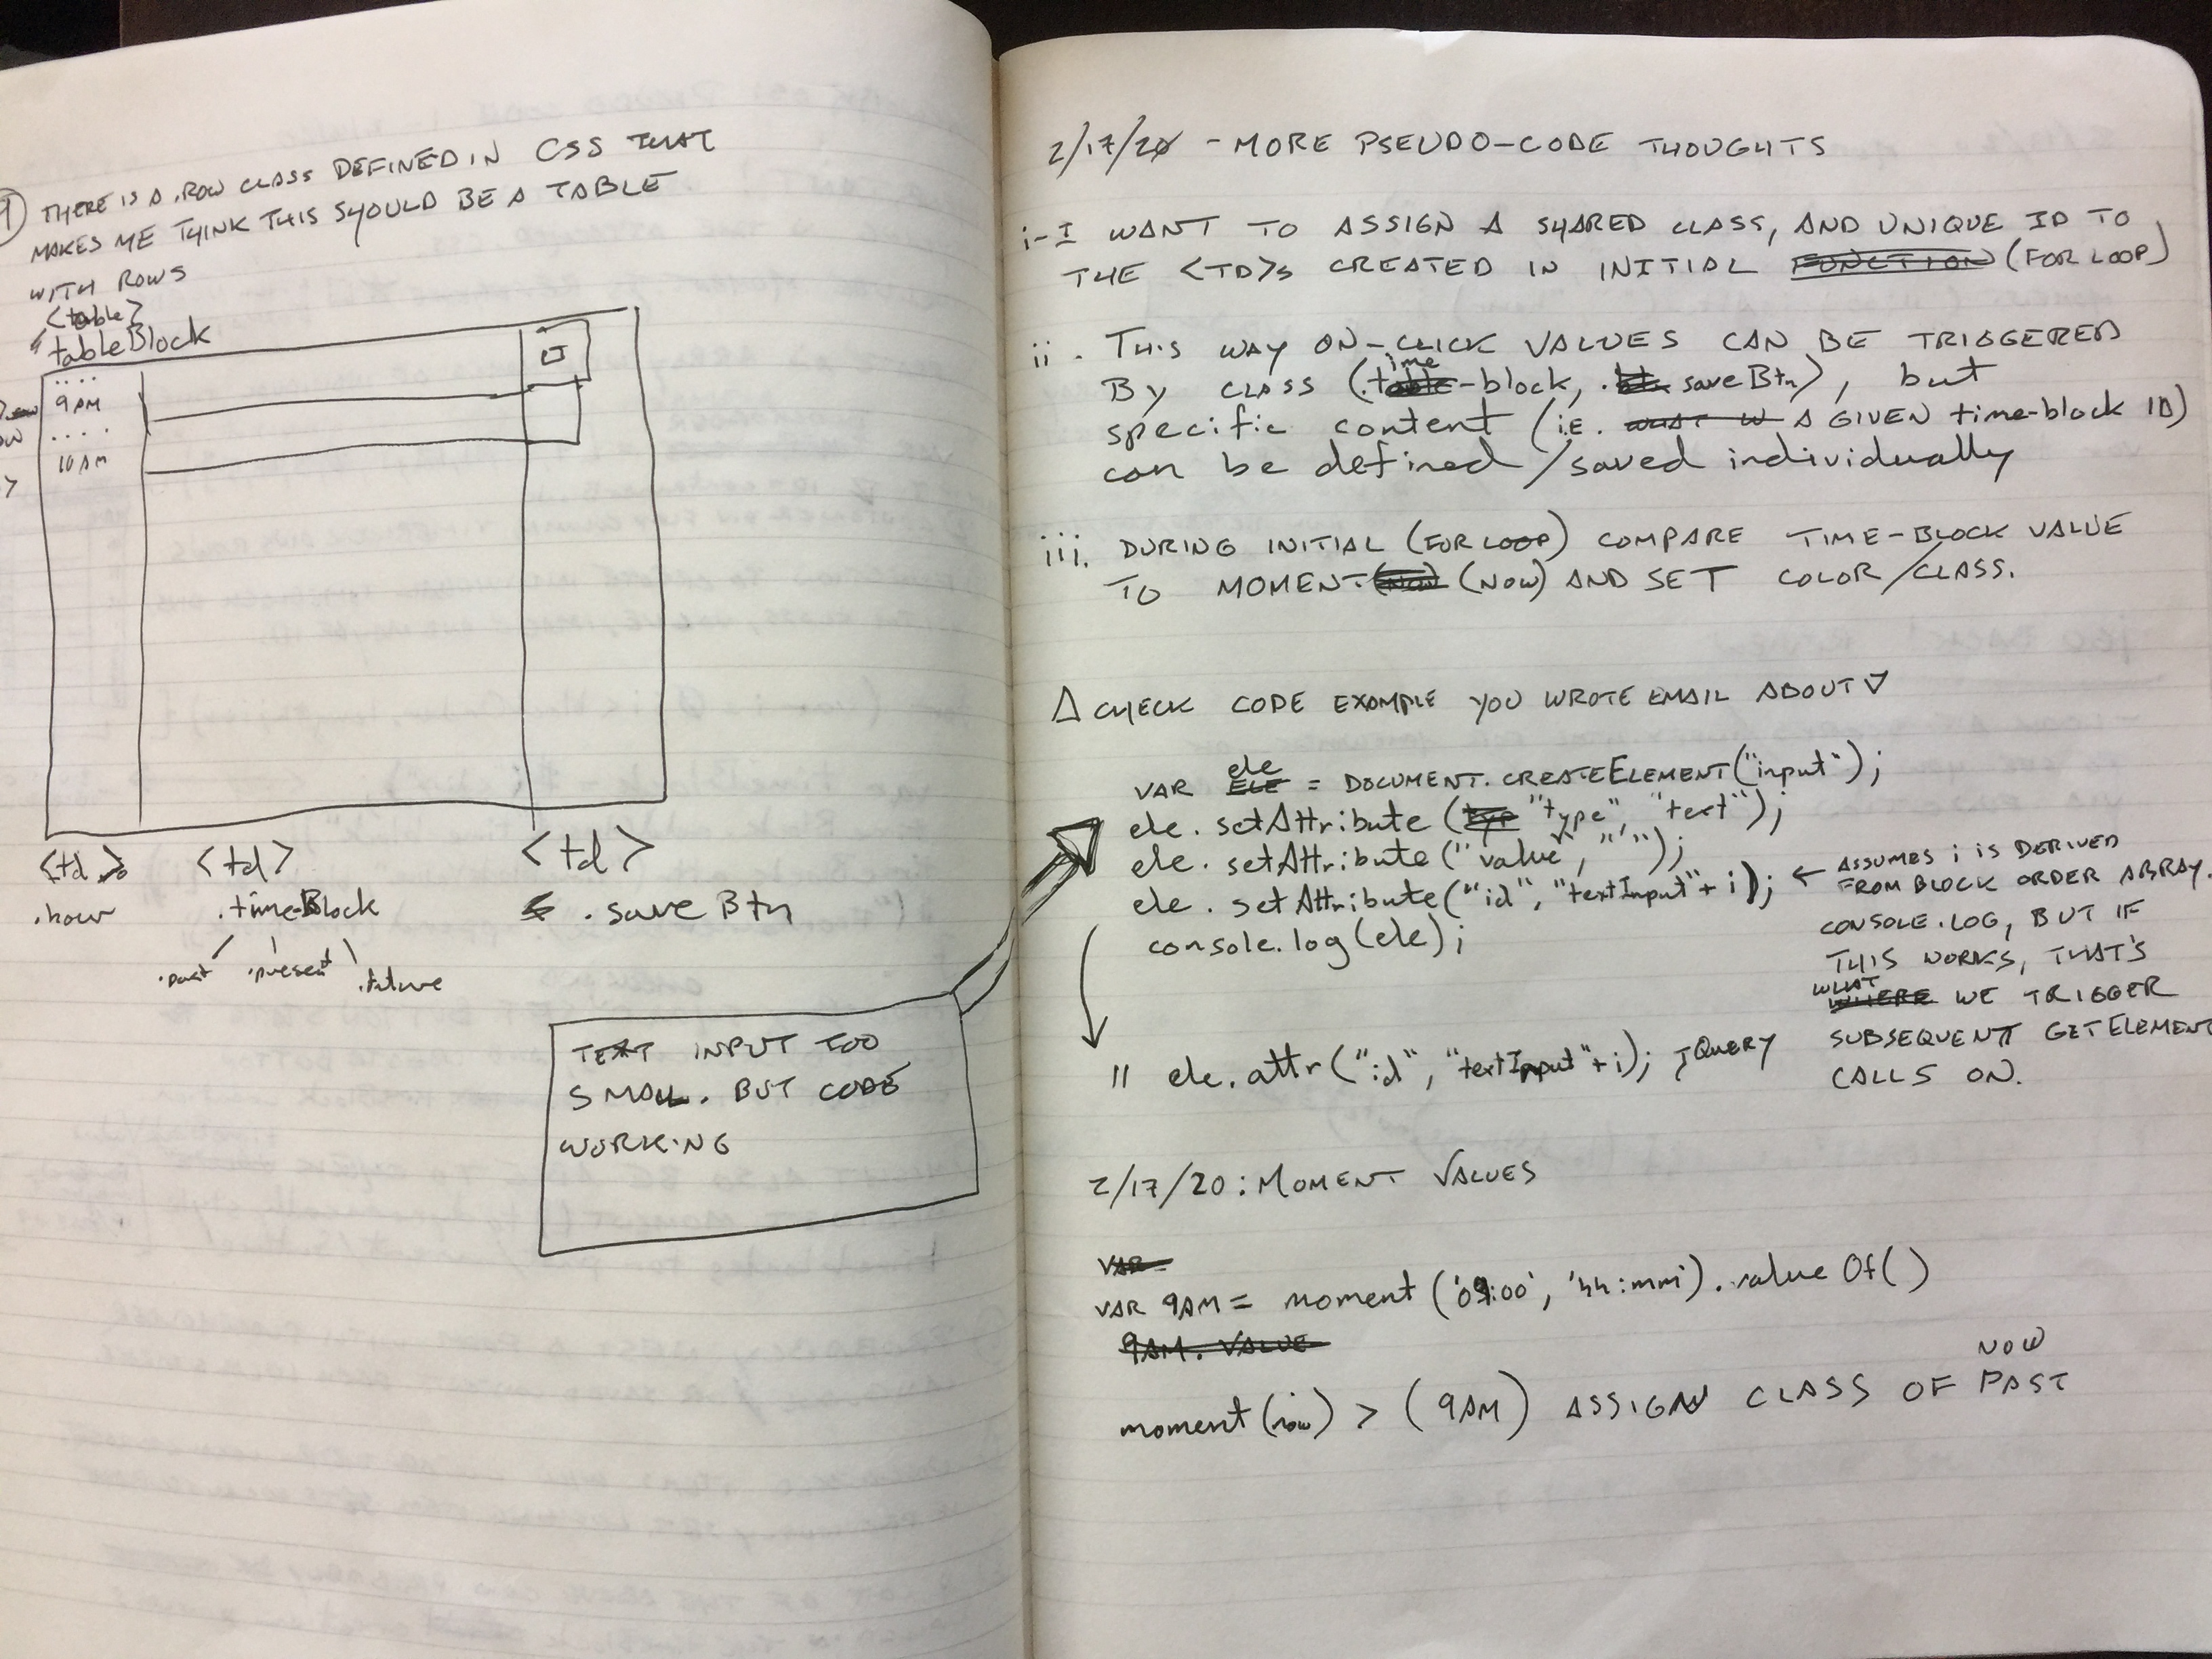 1) THERE IS A .ROW CLASS DEFINED IN CSS THAT
MAKES ME THINK THIS SHOULD BE A TABLE
WITH ROWS
<table>
tableBlock
9AM
10AM
<td> <td> <td>
.hour .timeBlock .saveBtn
.past .present .future
TEXT INPUT TOO
SMALL. BUT CODE
WORKING
2/17/20 - MORE PSEUDO-CODE THOUGHTS
i - I WANT TO ASSIGN A SHARED CLASS, AND UNIQUE ID TO
THE <TD>S CREATED IN INITIAL FUNCTION (FOR LOOP)
ii. THIS WAY ON-CLICK VALUES CAN BE TRIGGERED
By CLASS (.time-block, .saveBtn), but
specific content (i.e. A GIVEN time-block ID)
can be defined/saved individually
iii. DURING INITIAL (FOR LOOP) COMPARE TIME-BLOCK VALUE
TO MOMENT (NOW) AND SET COLOR/CLASS.
Δ CHECK CODE EXAMPLE YOU WROTE EMAIL ABOUT ∇
VAR ele = DOCUMENT.CREATEELEMENT("input");
ele.setAttribute("type" "text");
ele.setAttribute("value, "'");
ele.setAttribute("id", "textInput"+i); ← ASSUMES i IS DERIVED
FROM BLOCK ORDER ARRAY.
console.log(ele);
CONSOLE.LOG, BUT IF
THIS WORKS, THAT'S
WHAT WE TRIGGER
SUBSEQUENT GETELEMENT
CALLS ON.
|| ele.attr("id", "textInput"+i); JQUERY
2/17/20: MOMENT VALUES
VAR
VAR 9AM = moment('09:00', 'hh:mm').valueOf()
9AM.VALUE
moment(now) > (9AM) ASSIGN CLASS OF PAST
NOW